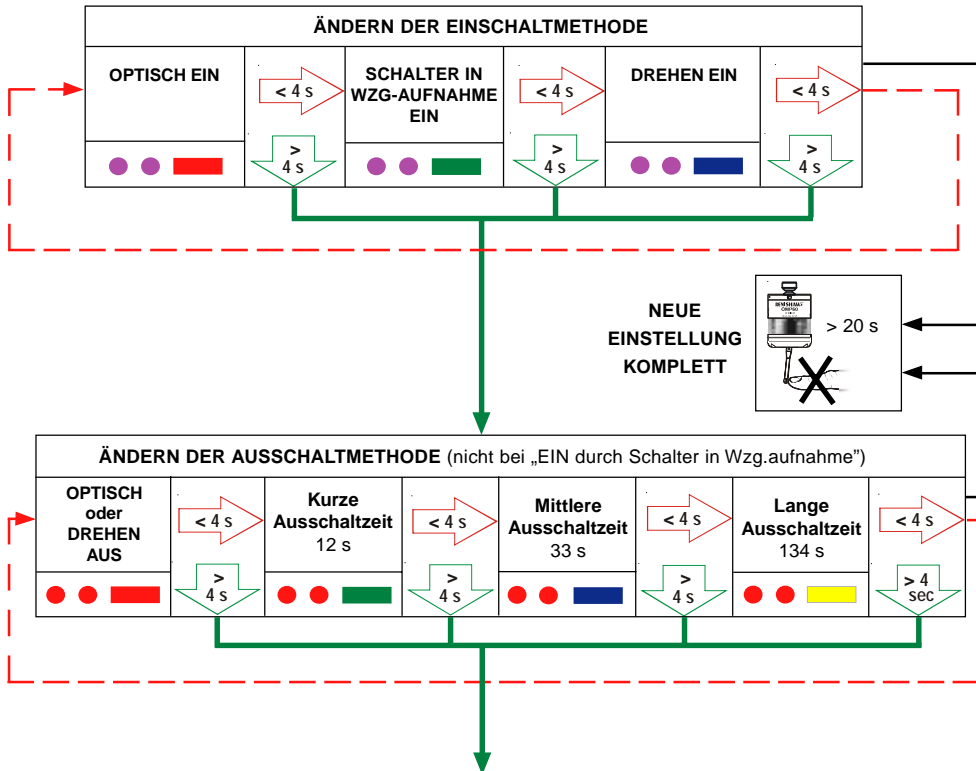 ÄNDERN DER EINSCHALTMETHODE
OPTISCH EIN
< 4 s
SCHALTER IN
WZG-AUFNAHME
EIN
< 4 s
DREHEN EIN
< 4 s
>
4 s
>
4 s
>
4 s
NEUE
EINSTELLUNG
KOMPLETT
RENISHAW
OMP60
> 20 s
ÄNDERN DER AUSSCHALTMETHODE (nicht bei „EIN durch Schalter in Wzg.aufnahme”)
OPTISCH
oder
DREHEN
AUS
< 4 s
Kurze
Ausschaltzeit
12 s
< 4 s
Mittlere
Ausschaltzeit
33 s
< 4 s
Lange
Ausschaltzeit
134 s
< 4 s
>
4 s
>
4 s
>
4 s
> 4
sec